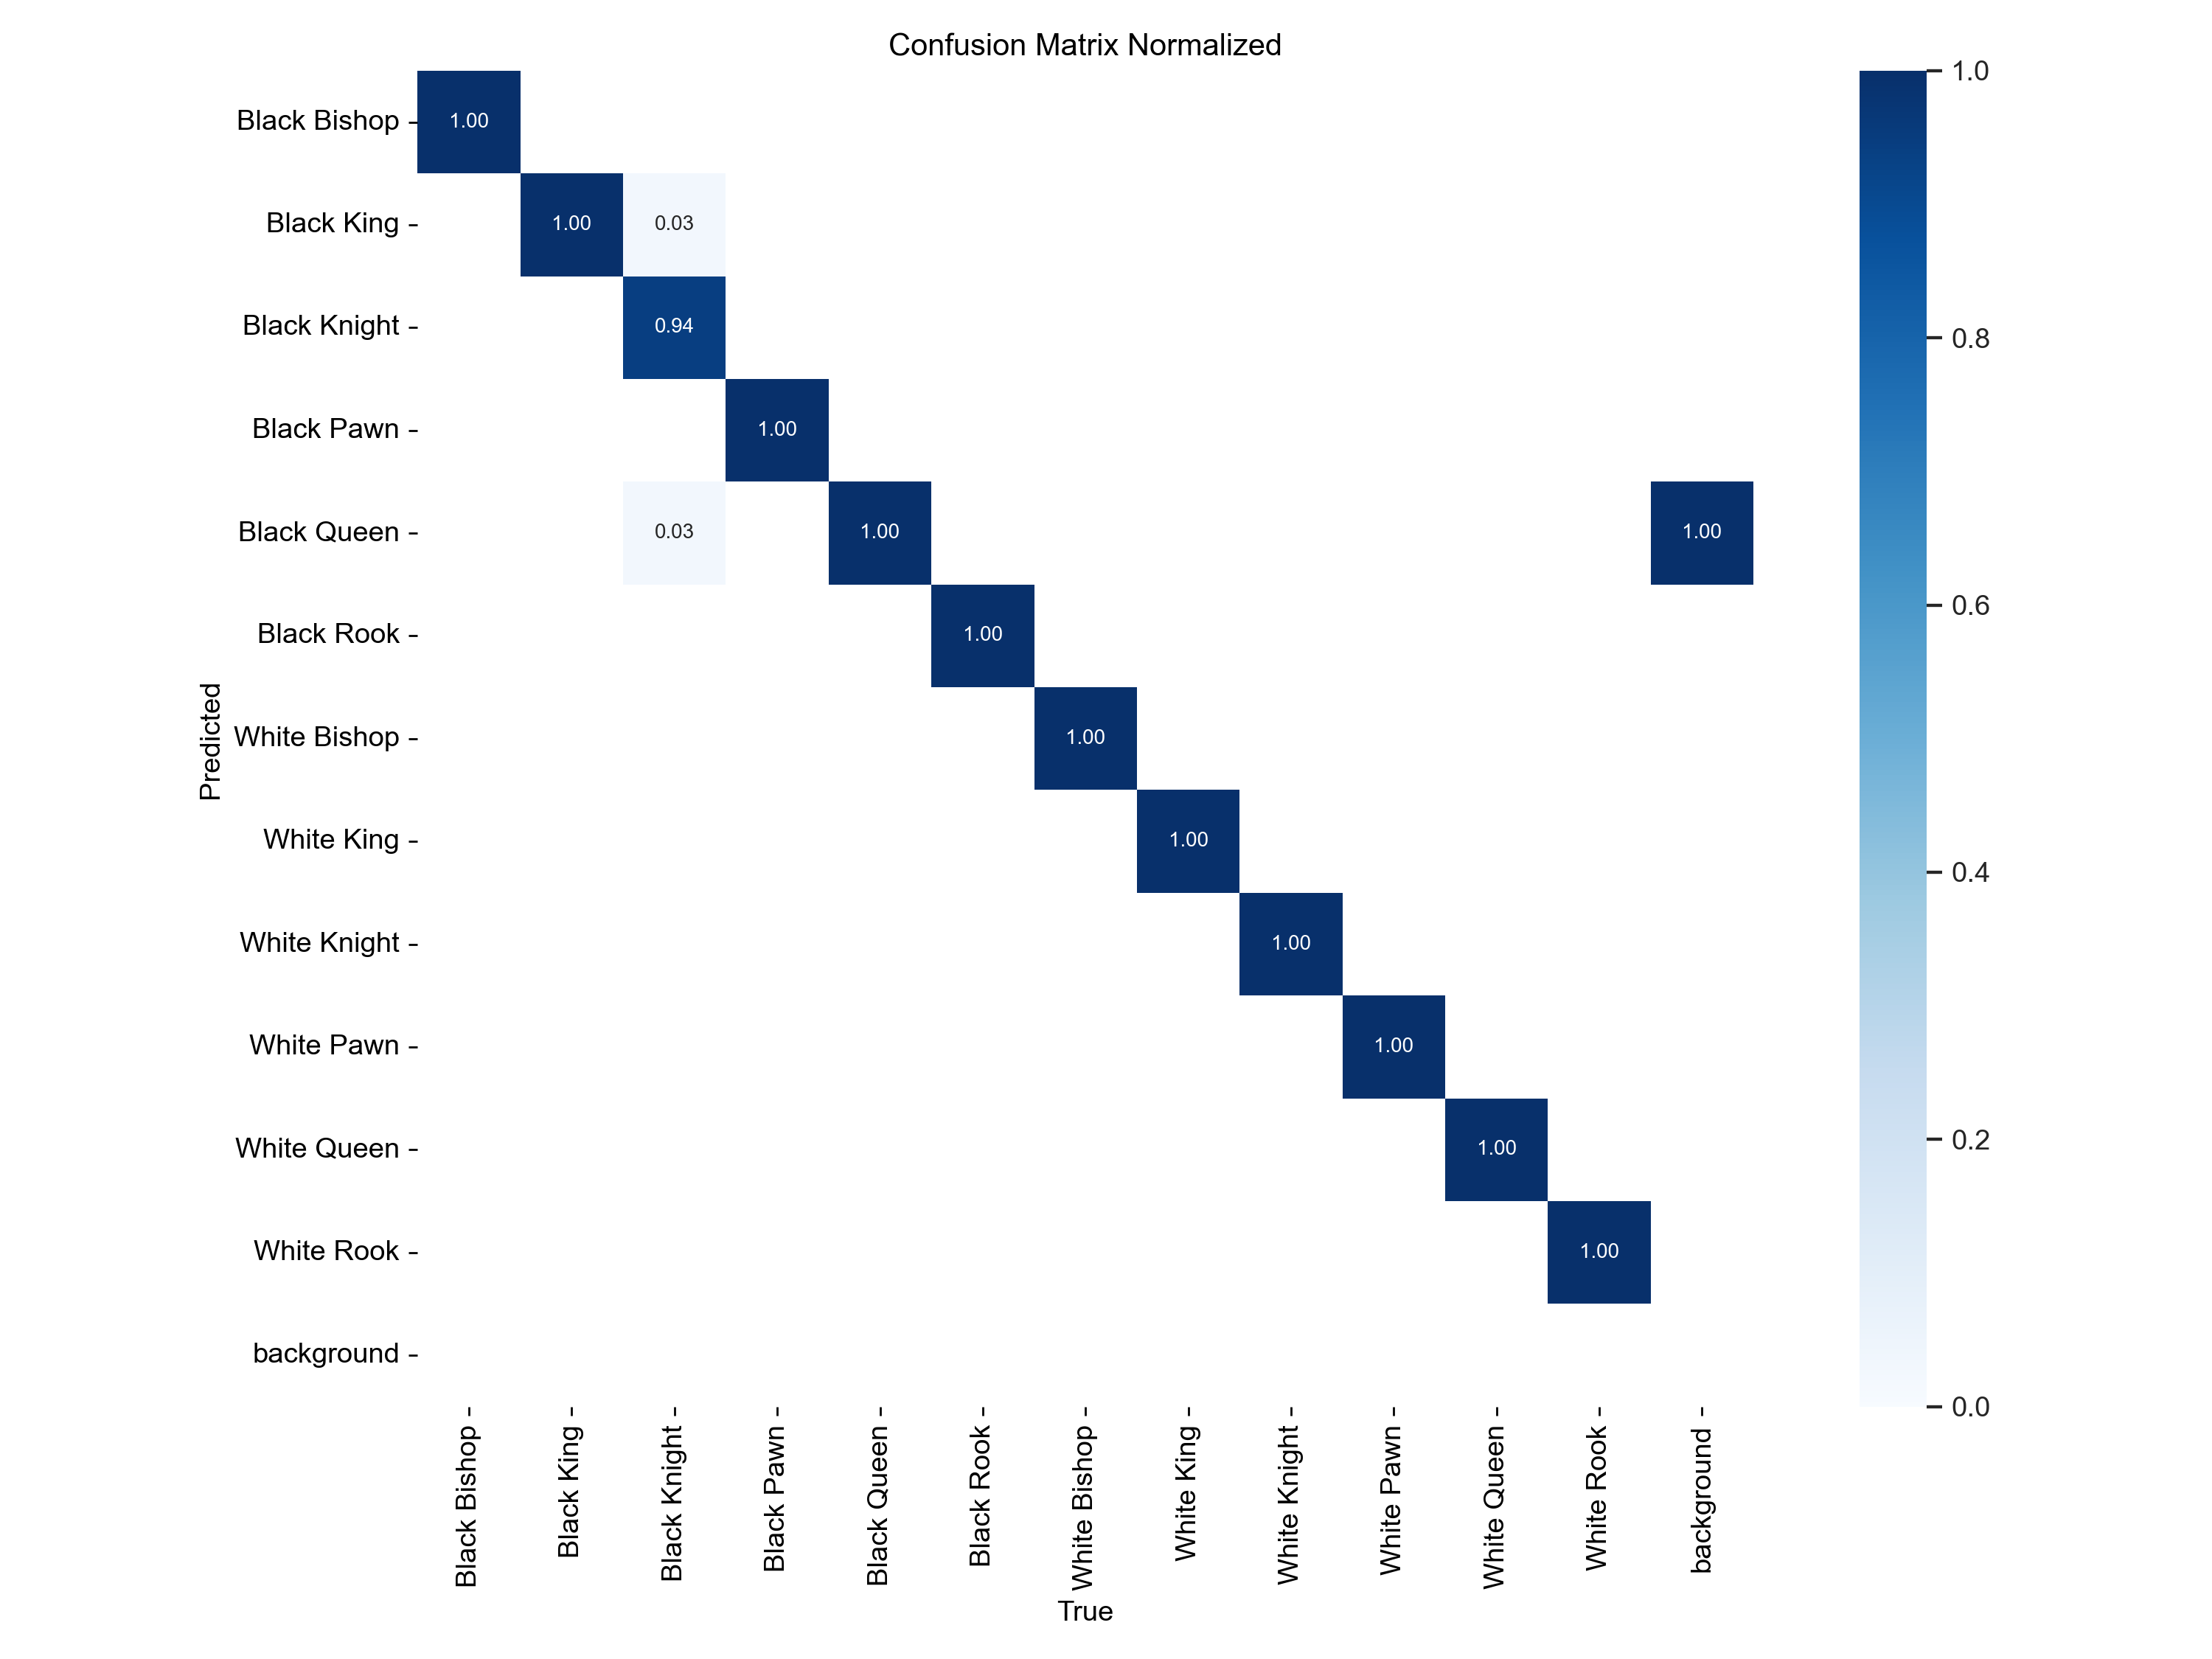 Confusion Matrix Normalized
Black Bishop
1.00
Black King
1.00 0.03
Black Knight
0.94
Black Pawn
1.00
Black Queen
0.03 1.00 1.00
Black Rook
1.00
White Bishop
1.00
White King
1.00
White Knight
1.00
White Pawn
1.00
White Queen
1.00
White Rook
1.00
background
Predicted
Black Bishop
Black King
Black Knight
Black Pawn
Black Queen
Black Rook
White Bishop
White King
White Knight
White Pawn
White Queen
White Rook
background
True
1.0
0.8
0.6
0.4
0.2
0.0